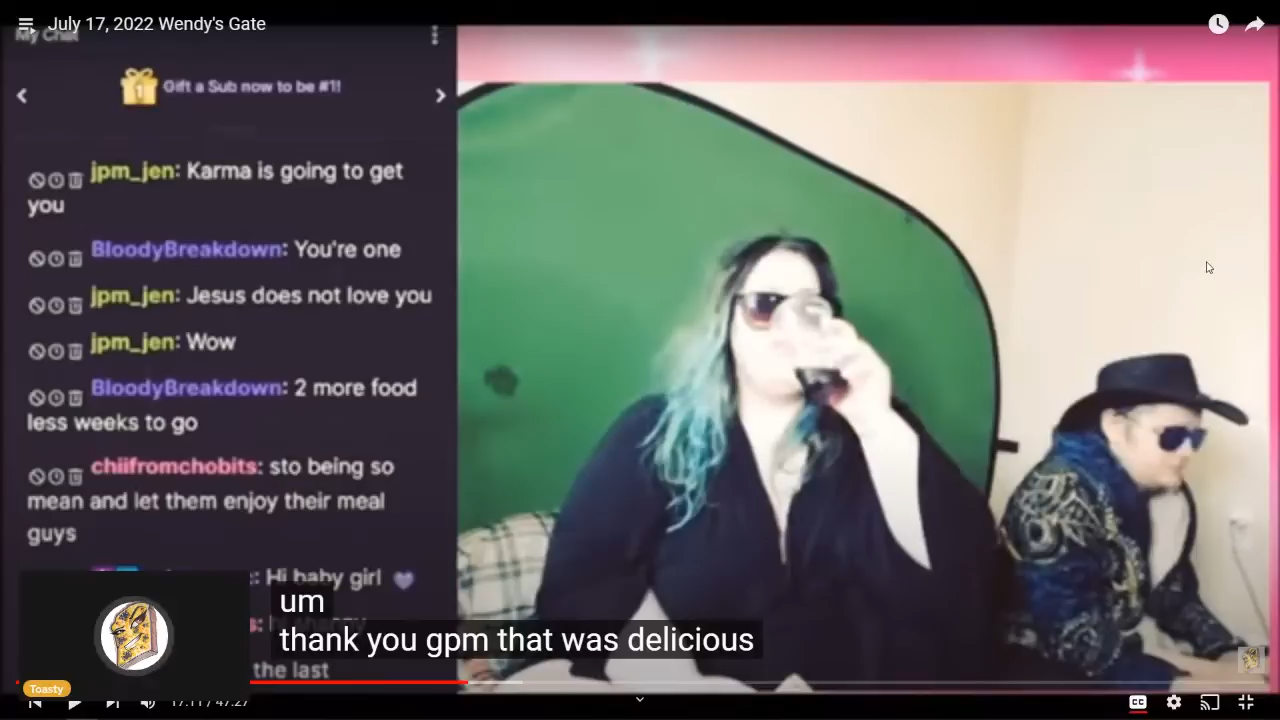 July 17, 2022 Wendy's Gate
My Chat
Gift a Sub now to be #1!
jpm_jen: Karma is going to get
you
BloodyBreakdown: You're one
jpm_jen: Jesus does not love you
jpm_jen: Wow
BloodyBreakdown: 2 more food
less weeks to go
chiifromchobits: sto being so
mean and let them enjoy their meal
guys
: Hi baby girl
um
thank you gpm that was delicious
the last
Toasty
17:11 / 47:27
CC